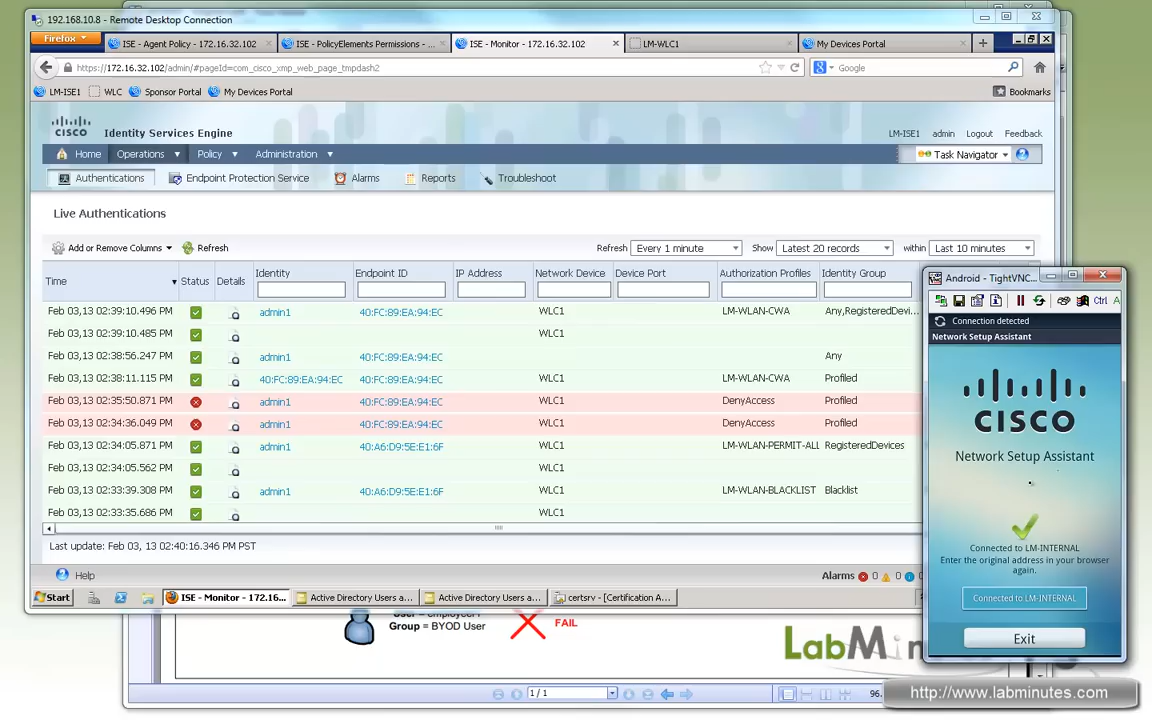 192.168.10.8 - Remote Desktop Connection
Firefox
ISE - Agent Policy - 172.16.32.102
ISE - PolicyElements Permissions - ...
ISE - Monitor - 172.16.32.102
LM-WLC1
My Devices Portal
https://172.16.32.102/admin/#pageId=com_cisco_xmp_web_page_tmpdash2
Google
LM-ISE1
WLC
Sponsor Portal
My Devices Portal
Bookmarks
CISCO
Identity Services Engine
LM-ISE1 admin Logout Feedback
Home Operations Policy Administration
Task Navigator
Authentications Endpoint Protection Service Alarms Reports Troubleshoot
Live Authentications
Add or Remove Columns Refresh Refresh Every 1 minute Show Latest 20 records within Last 10 minutes
Time Status Details Identity Endpoint ID IP Address Network Device Device Port Authorization Profiles Identity Group
Feb 03,13 02:39:10.496 PM admin1 40:FC:89:EA:94:EC WLC1 LM-WLAN-CWA Any,RegisteredDevi...
Feb 03,13 02:39:10.485 PM WLC1
Feb 03,13 02:38:56.247 PM admin1 40:FC:89:EA:94:EC Any
Feb 03,13 02:38:11.115 PM 40:FC:89:EA:94:EC 40:FC:89:EA:94:EC WLC1 LM-WLAN-CWA Profiled
Feb 03,13 02:35:50.871 PM admin1 40:FC:89:EA:94:EC WLC1 DenyAccess Profiled
Feb 03,13 02:34:36.049 PM admin1 40:FC:89:EA:94:EC WLC1 DenyAccess Profiled
Feb 03,13 02:34:05.871 PM admin1 40:A6:D9:5E:E1:6F WLC1 LM-WLAN-PERMIT-ALL RegisteredDevices
Feb 03,13 02:34:05.562 PM WLC1
Feb 03,13 02:33:39.308 PM admin1 40:A6:D9:5E:E1:6F WLC1 LM-WLAN-BLACKLIST Blacklist
Feb 03,13 02:33:35.686 PM WLC1
Last update: Feb 03, 13 02:40:16.346 PM PST
Help
Alarms 0 0 0
Start
ISE - Monitor - 172.16...
Active Directory Users a...
Active Directory Users a...
certsrv - [Certification A...
Android - TightVNC...
Ctrl A
Connection detected
Network Setup Assistant
CISCO
Network Setup Assistant
Connected to LM-INTERNAL
Enter the original address in your browser
again.
Connected to LM-INTERNAL
Exit
Group = BYOD User
FAIL
LabMin
1 / 1
96.
http://www.labminutes.com